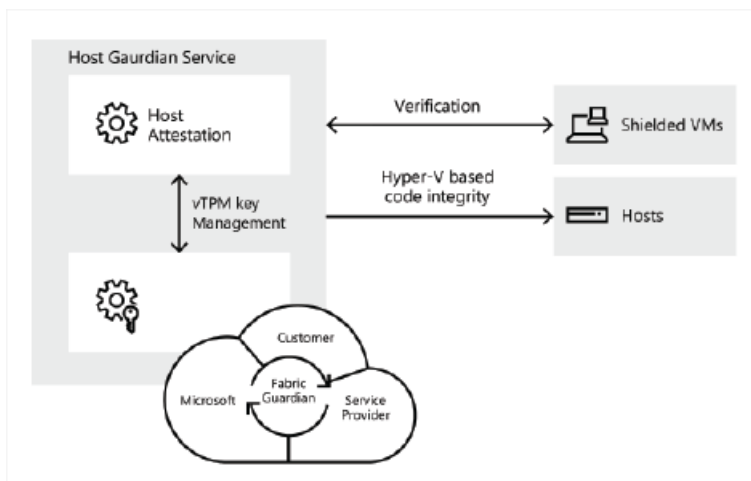 Host Gaurdian Service
Host
Attestation
vTPM key
Management
Verification
Hyper-V based
code integrity
Shielded VMs
Hosts
Customer
Microsoft
Fabric
Guardian
Service
Provider